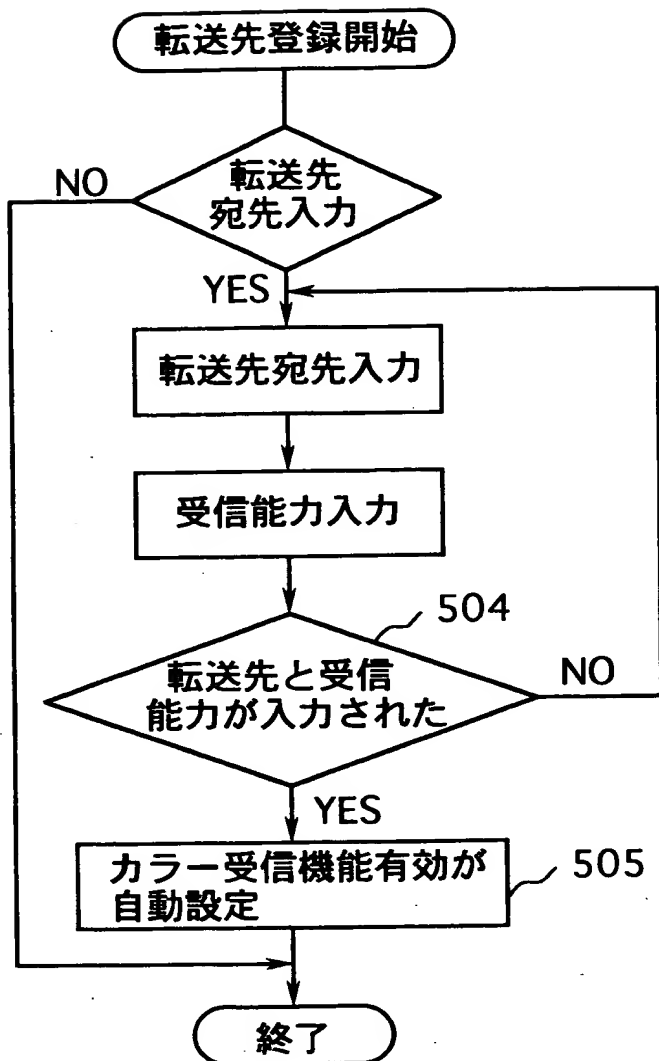 転送先登録開始
転送先
宛先入力
NO
YES
転送先宛先入力
受信能力入力
504
転送先と受信
能力が入力された
NO
YES
カラー受信機能有効が
自動設定
505
終了